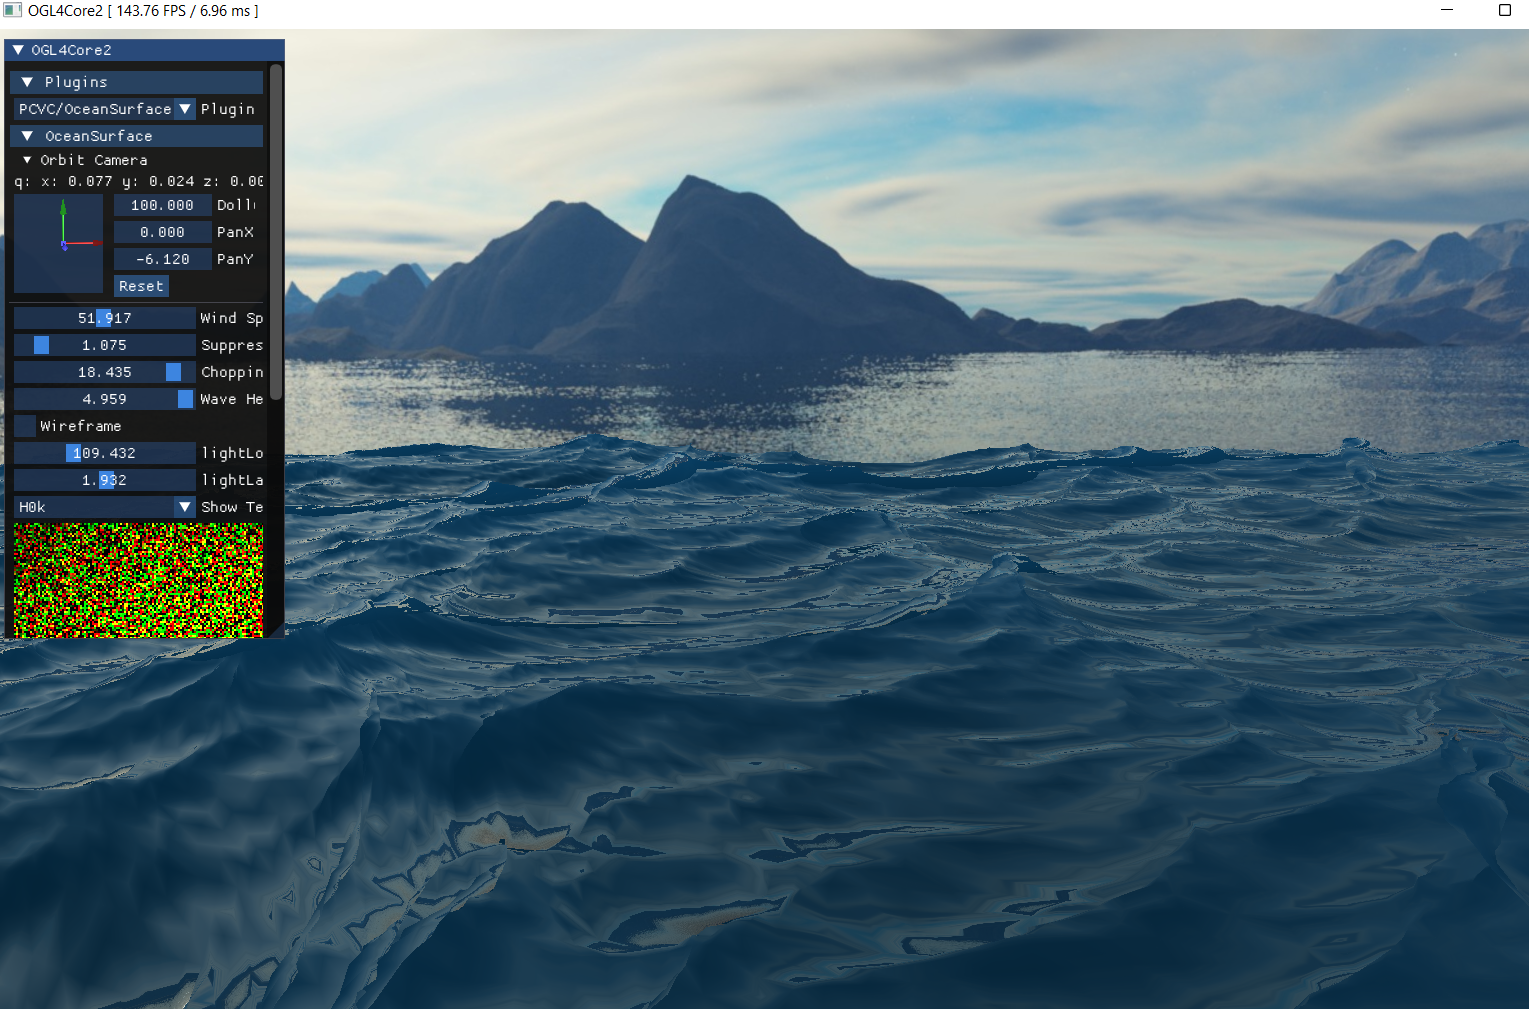 OGL4Core2 [ 143.76 FPS / 6.96 ms ]
OGL4Core2
Plugins
PCVC/OceanSurface Plugin
OceanSurface
Orbit Camera
q: x: 0.077 y: 0.024 z: 0.00
100.000 Doll
0.000 PanX
-6.120 PanY
Reset
51.917 Wind Sp
1.075 Suppres
18.435 Choppin
4.959 Wave He
Wireframe
109.432 lightLo
1.932 lightLa
H0k Show Te